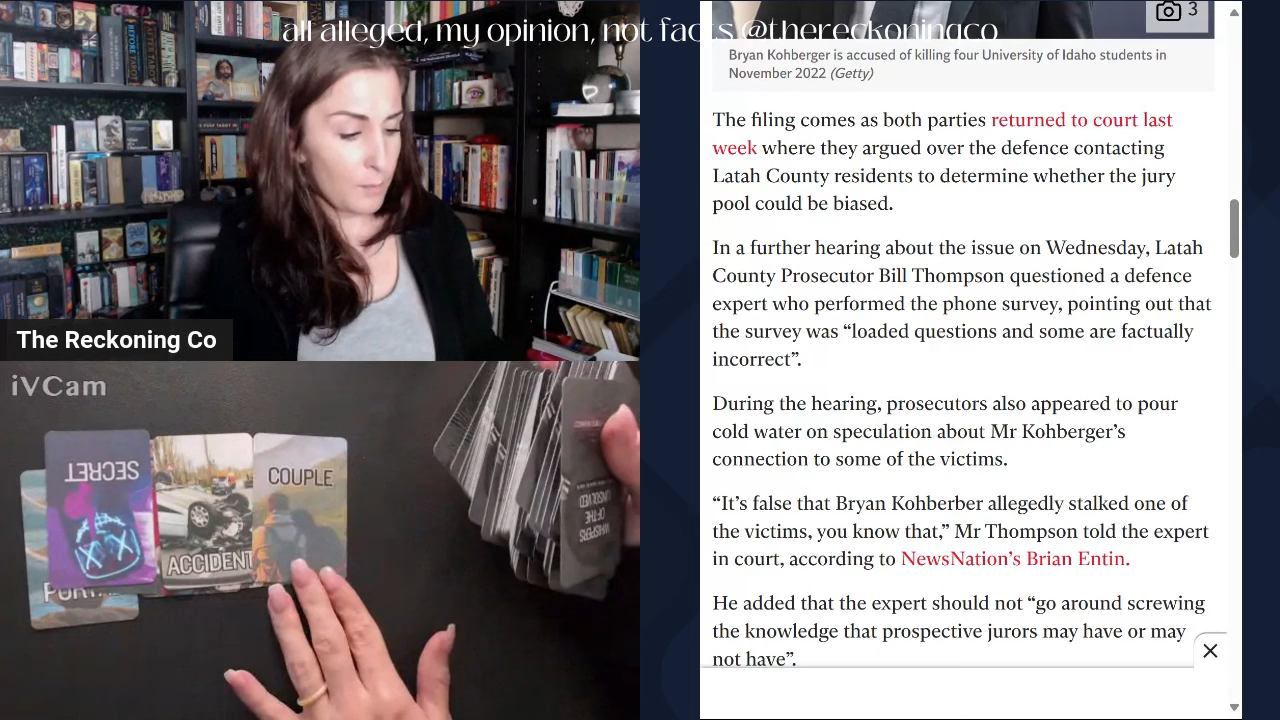 all alleged, my opinion, not facts @thereckoningco
The Reckoning Co
iVCam
SECRET
ACCIDENT
COUPLE
WHISPERS
OF THE
UNSOLVED
3
Bryan Kohberger is accused of killing four University of Idaho students in
November 2022 (Getty)
The filing comes as both parties returned to court last
week where they argued over the defence contacting
Latah County residents to determine whether the jury
pool could be biased.
In a further hearing about the issue on Wednesday, Latah
County Prosecutor Bill Thompson questioned a defence
expert who performed the phone survey, pointing out that
the survey was “loaded questions and some are factually
incorrect”.
During the hearing, prosecutors also appeared to pour
cold water on speculation about Mr Kohberger’s
connection to some of the victims.
“It’s false that Bryan Kohberber allegedly stalked one of
the victims, you know that,” Mr Thompson told the expert
in court, according to NewsNation’s Brian Entin.
He added that the expert should not “go around screwing
the knowledge that prospective jurors may have or may
not have”.